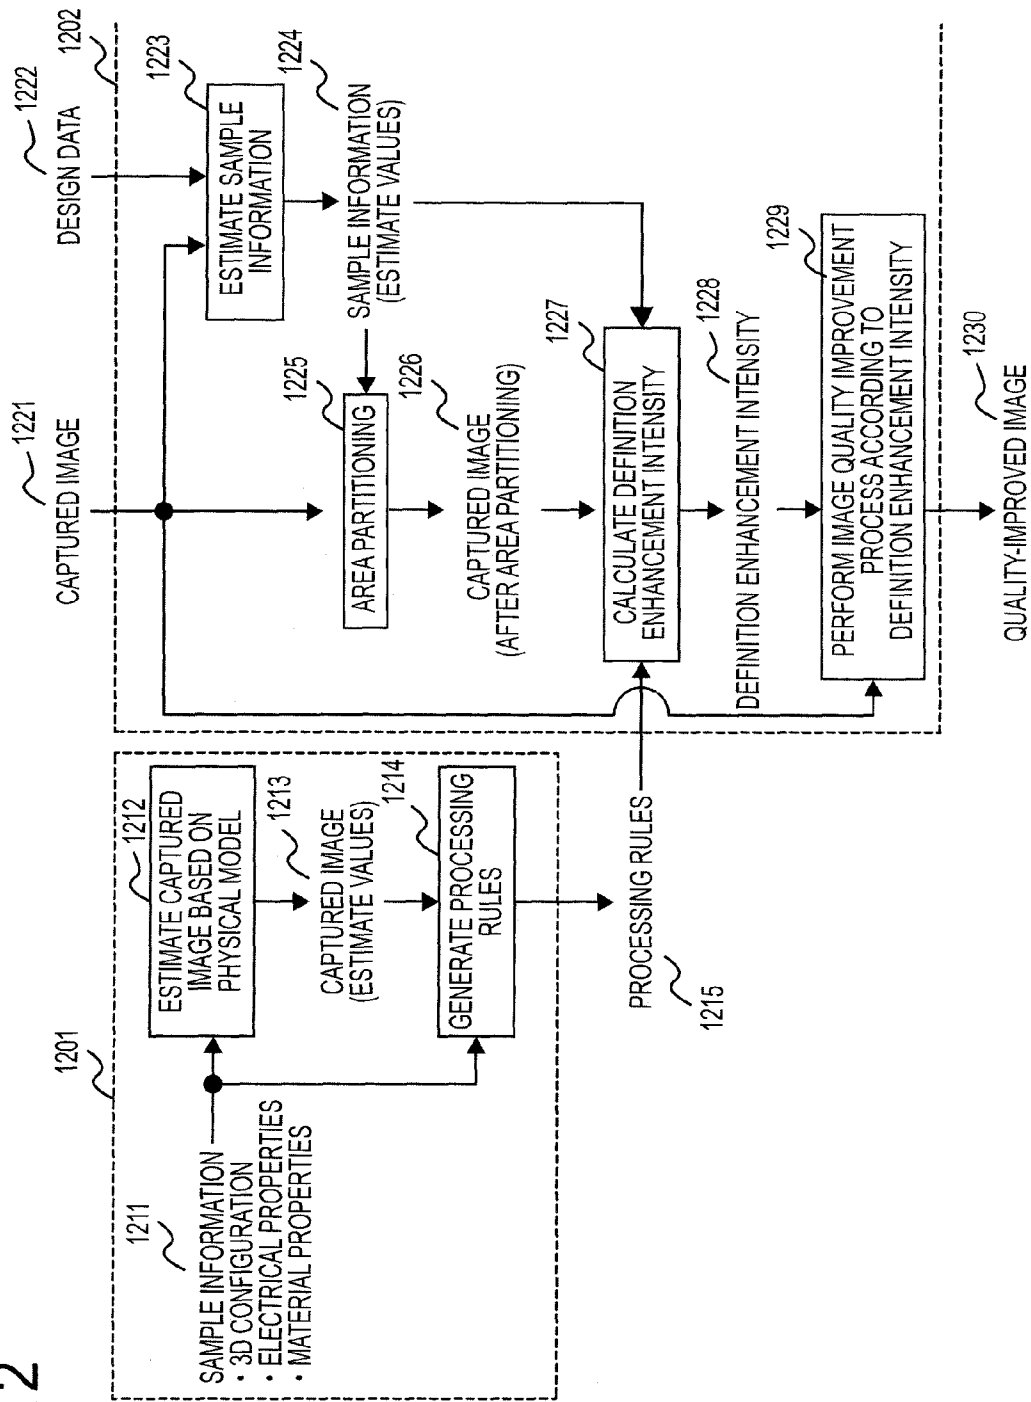 2
1201
1211
SAMPLE INFORMATION
· 3D CONFIGURATION
· ELECTRICAL PROPERTIES
· MATERIAL PROPERTIES
1212
ESTIMATE CAPTURED
IMAGE BASED ON
PHYSICAL MODEL
1213
CAPTURED IMAGE
(ESTIMATE VALUES)
1214
GENERATE PROCESSING
RULES
PROCESSING RULES
1215
CAPTURED IMAGE
1221
DESIGN DATA
1222
1202
1223
ESTIMATE SAMPLE
INFORMATION
1224
SAMPLE INFORMATION
(ESTIMATE VALUES)
1225
AREA PARTITIONING
1226
CAPTURED IMAGE
(AFTER AREA PARTITIONING)
1227
CALCULATE DEFINITION
ENHANCEMENT INTENSITY
1228
DEFINITION ENHANCEMENT INTENSITY
1229
PERFORM IMAGE QUALITY IMPROVEMENT
PROCESS ACCORDING TO
DEFINITION ENHANCEMENT INTENSITY
1230
QUALITY-IMPROVED IMAGE